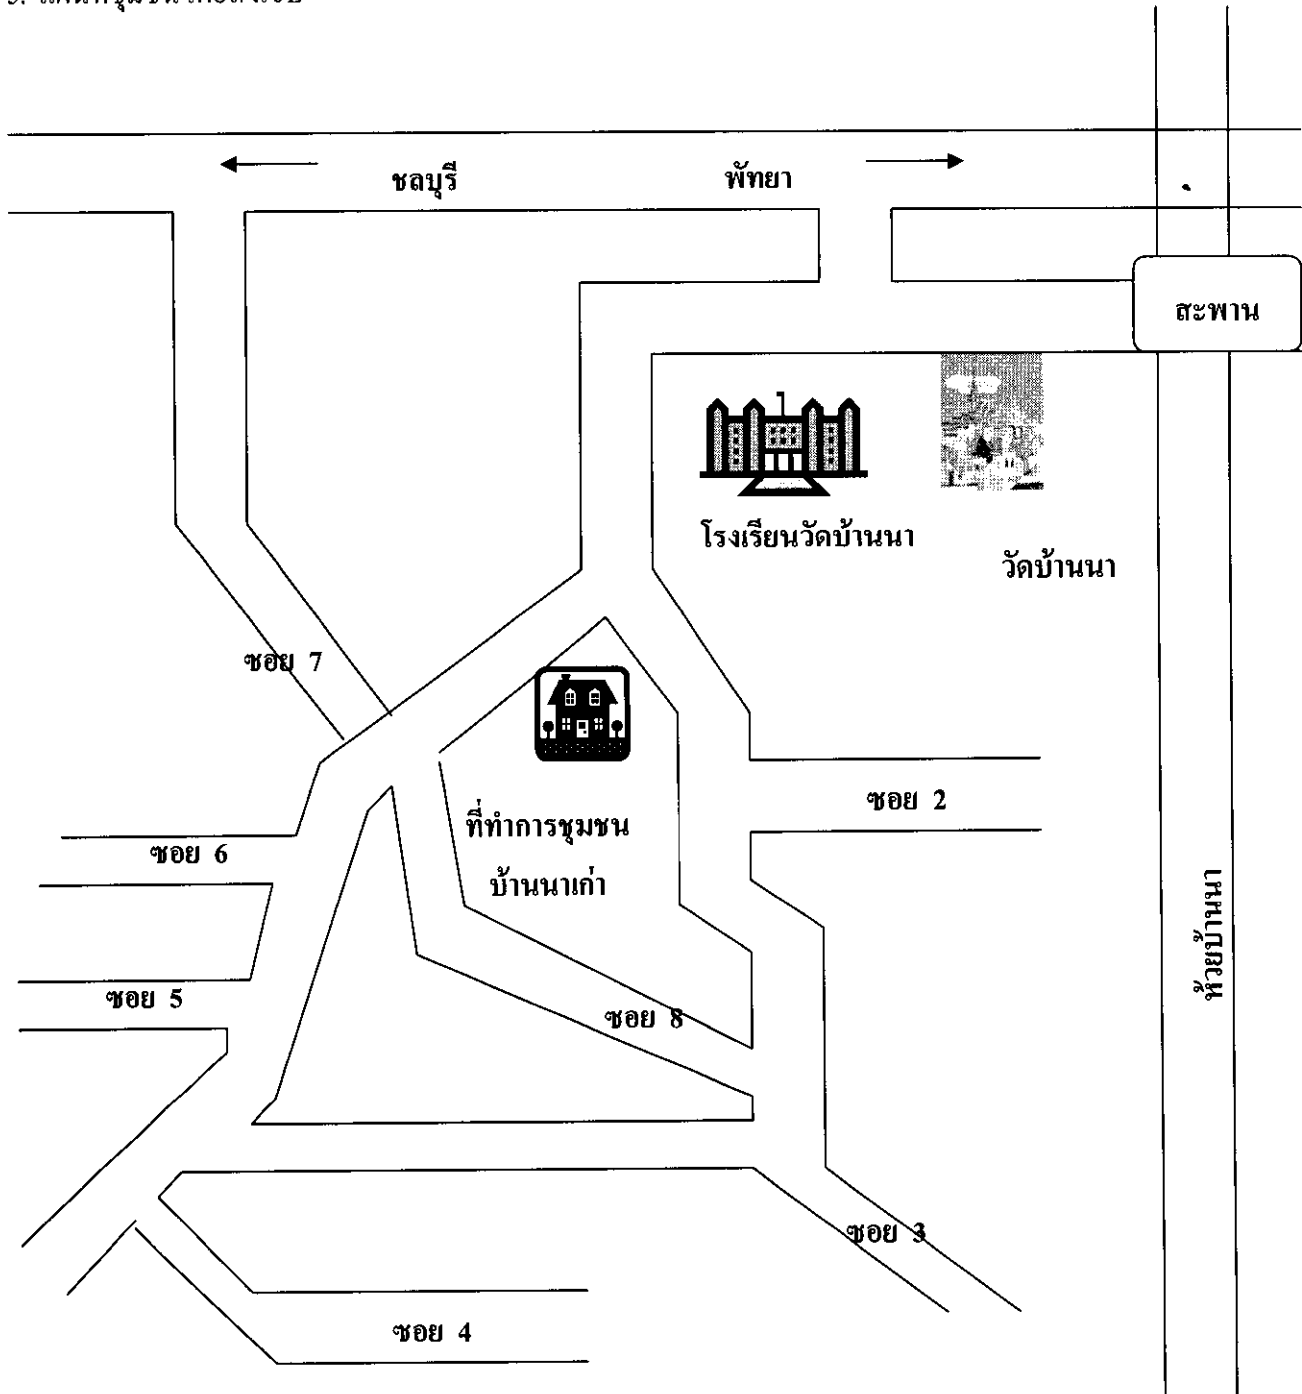 ชลบุรี
พัทยา
สะพาน
โรงเรียนวัดบ้านนา
วัดบ้านนา
ซอย 7
ซอย 2
ที่ทำการชุมชน
บ้านนาเก่า
ซอย 6
ห้วยบ้านนา
ซอย 5
ซอย 8
ซอย 3
ซอย 4